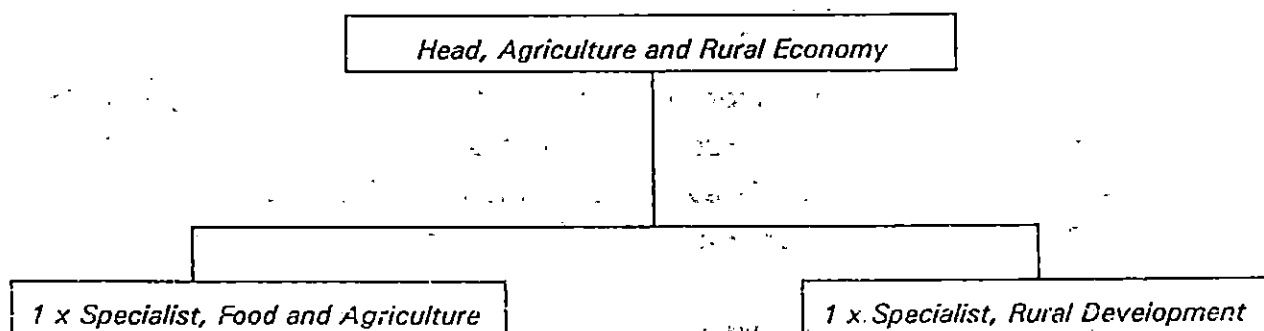 Head, Agriculture and Rural Economy
1 x Specialist, Food and Agriculture
1 x Specialist, Rural Development